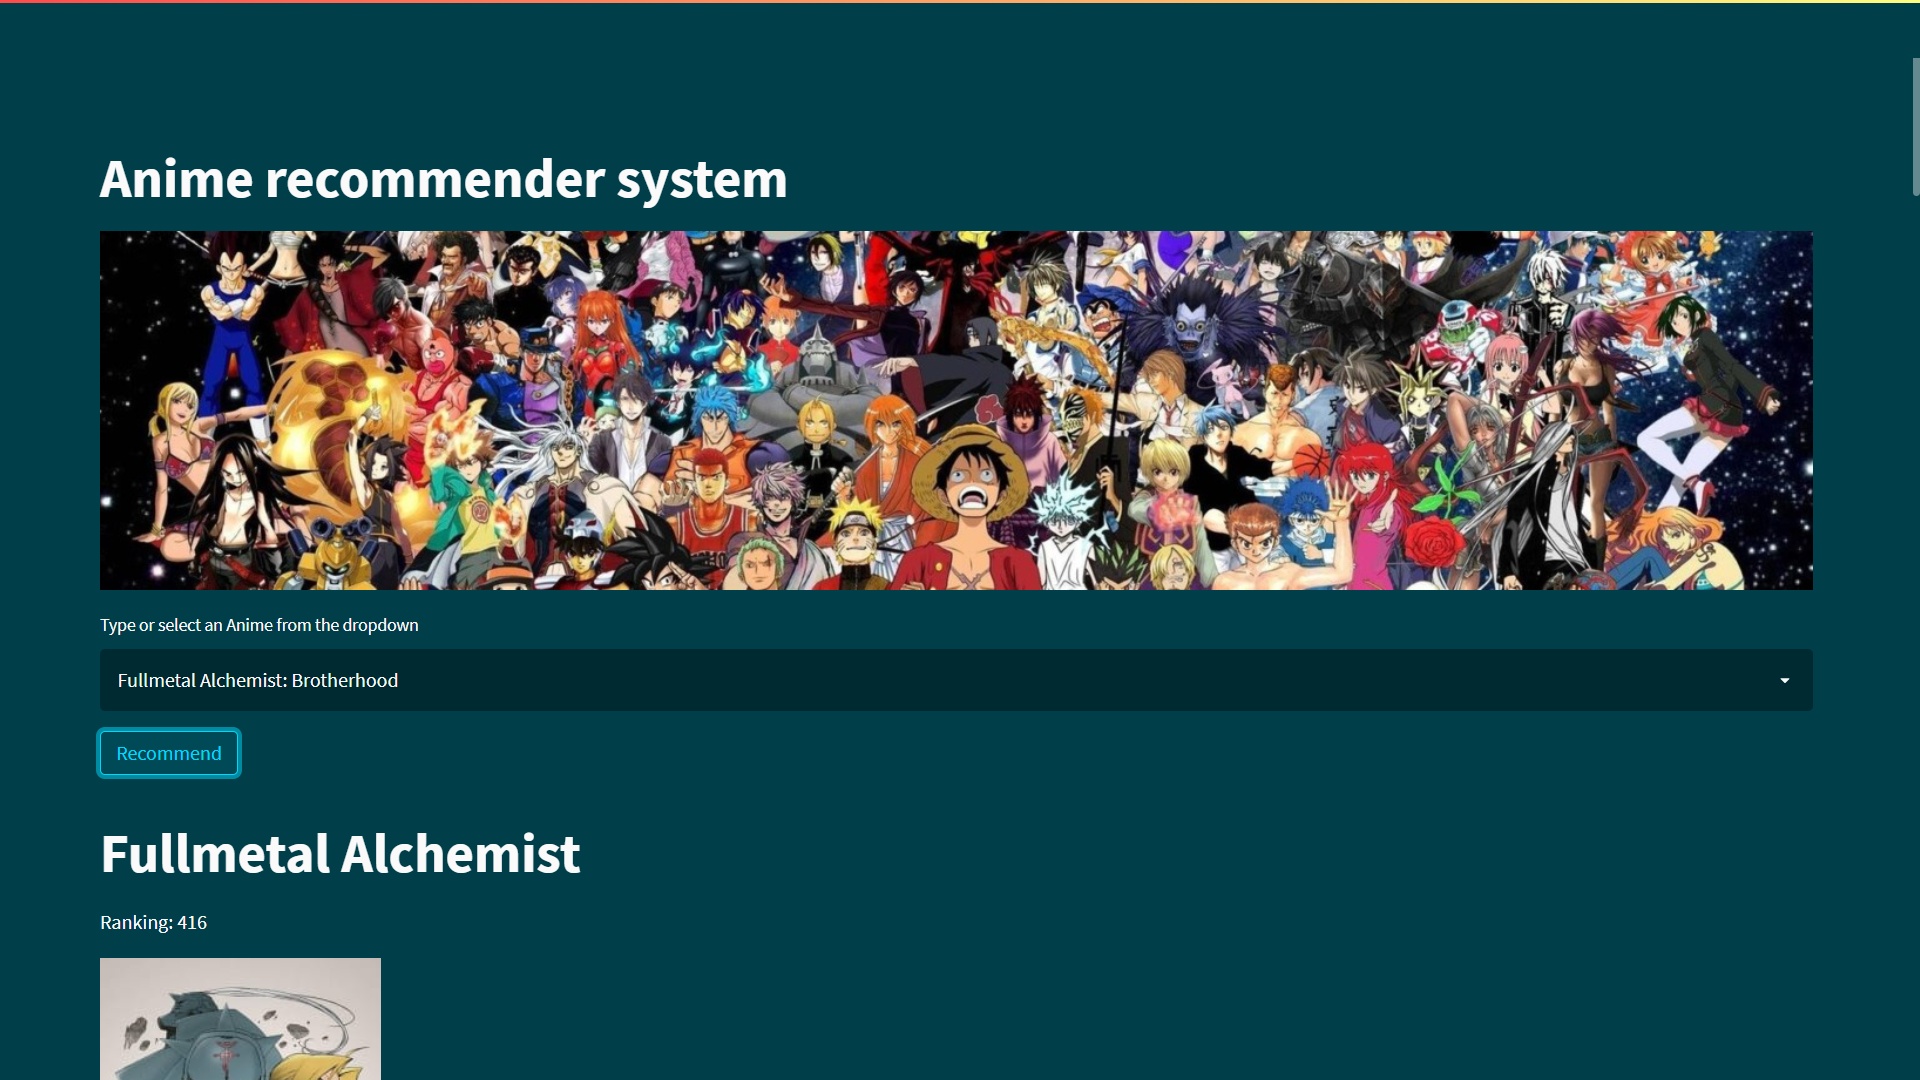 Anime recommender system
Type or select an Anime from the dropdown
Fullmetal Alchemist: Brotherhood
Recommend
Fullmetal Alchemist
Ranking: 416